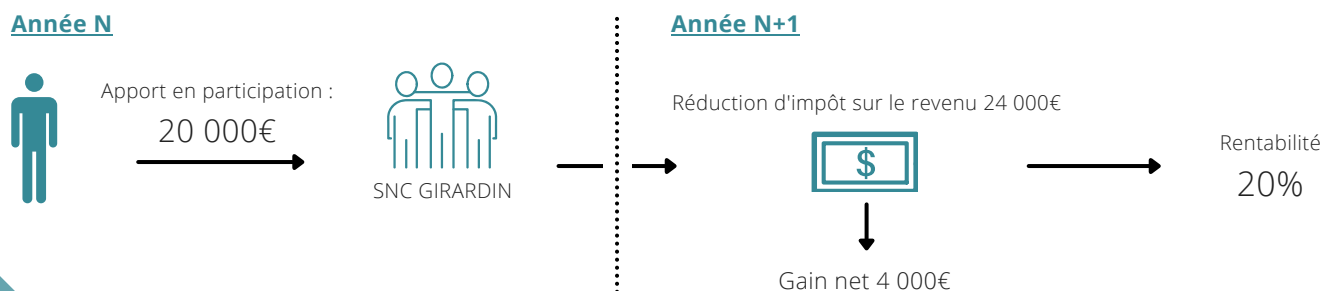 Année N
Apport en participation :
20 000€
SNC GIRARDIN
Année N+1
Réduction d'impôt sur le revenu 24 000€
$
Gain net 4 000€
Rentabilité
20%